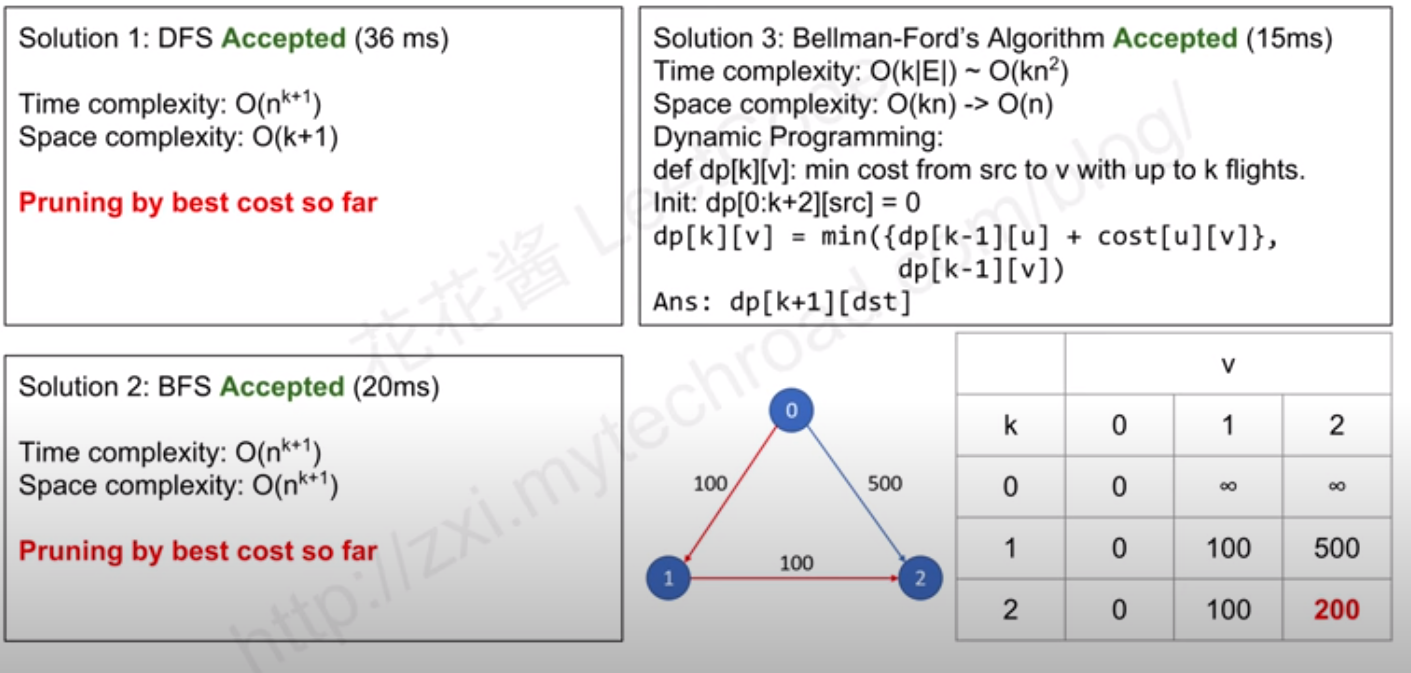 Solution 1: DFS Accepted (36 ms)
Time complexity: O(n^{k+1})
Space complexity: O(k+1)
Pruning by best cost so far
Solution 3: Bellman-Ford’s Algorithm Accepted (15ms)
Time complexity: O(k|E|) ~ O(kn²)
Space complexity: O(kn) -> O(n)
Dynamic Programming:
def dp[k][v]: min cost from src to v with up to k flights.
Init: dp[0:k+2][src] = 0
dp[k][v] = min({dp[k-1][u] + cost[u][v]},
dp[k-1][v])
Ans: dp[k+1][dst]
Solution 2: BFS Accepted (20ms)
Time complexity: O(n^{k+1})
Space complexity: O(n^{k+1})
Pruning by best cost so far
0
100
500
1
100
2
v
k 0 1 2
0 0 ∞ ∞
1 0 100 500
2 0 100 200
花花酱 LeetCode
http://zxi.mytechroad.com/blog/